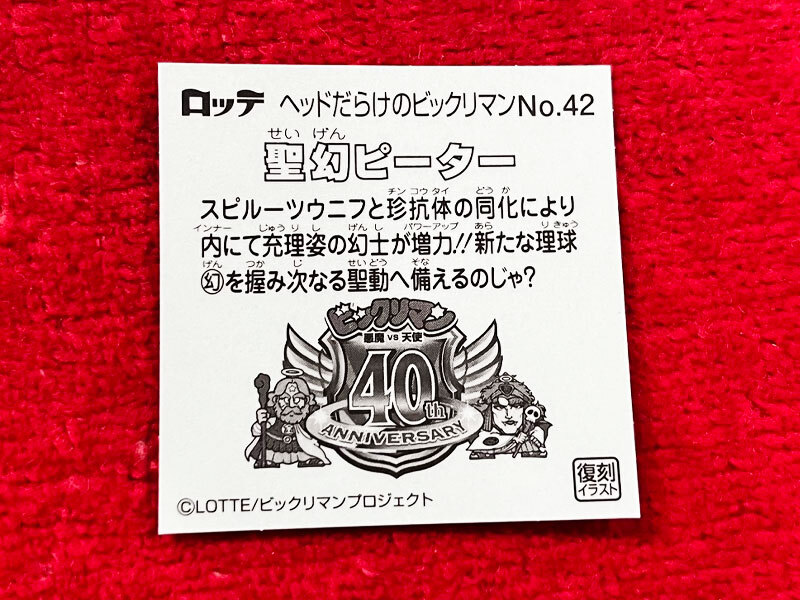 ロッテ ヘッドだらけのビックリマンNo.42
せい げん
聖幻ピーター
チン コウ タイ どう か
スピルーツゥニフと珍抗体の同化により
インナー じゅう り し げん し パワーアップ あら り きゅう
内にて充理姿の幻士が増力!!新たな理球
げん つか じ せいどう そな
㋖を握み次なる聖動へ備えるのじゃ?
ビックリマン
悪魔 VS 天使
40th
ANNIVERSARY
復刻
イラスト
©LOTTE/ビックリマンプロジェクト